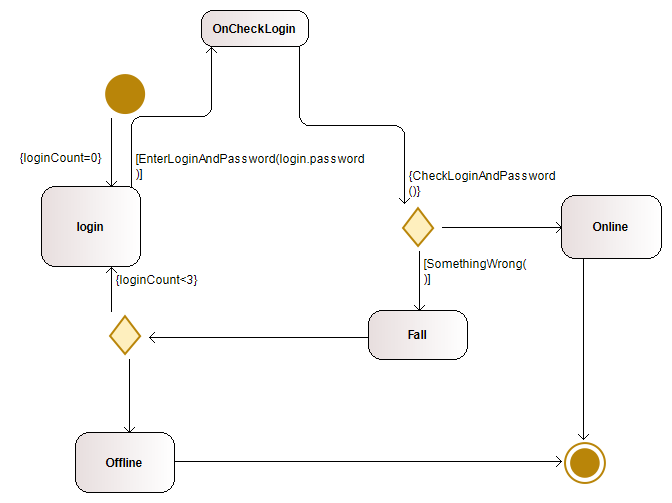 OnCheckLogin
{loginCount=0}
[EnterLoginAndPassword(login.password
)]
{CheckLoginAndPassword
()}
login
Online
[SomethingWrong(
)]
{loginCount<3}
Fall
Offline